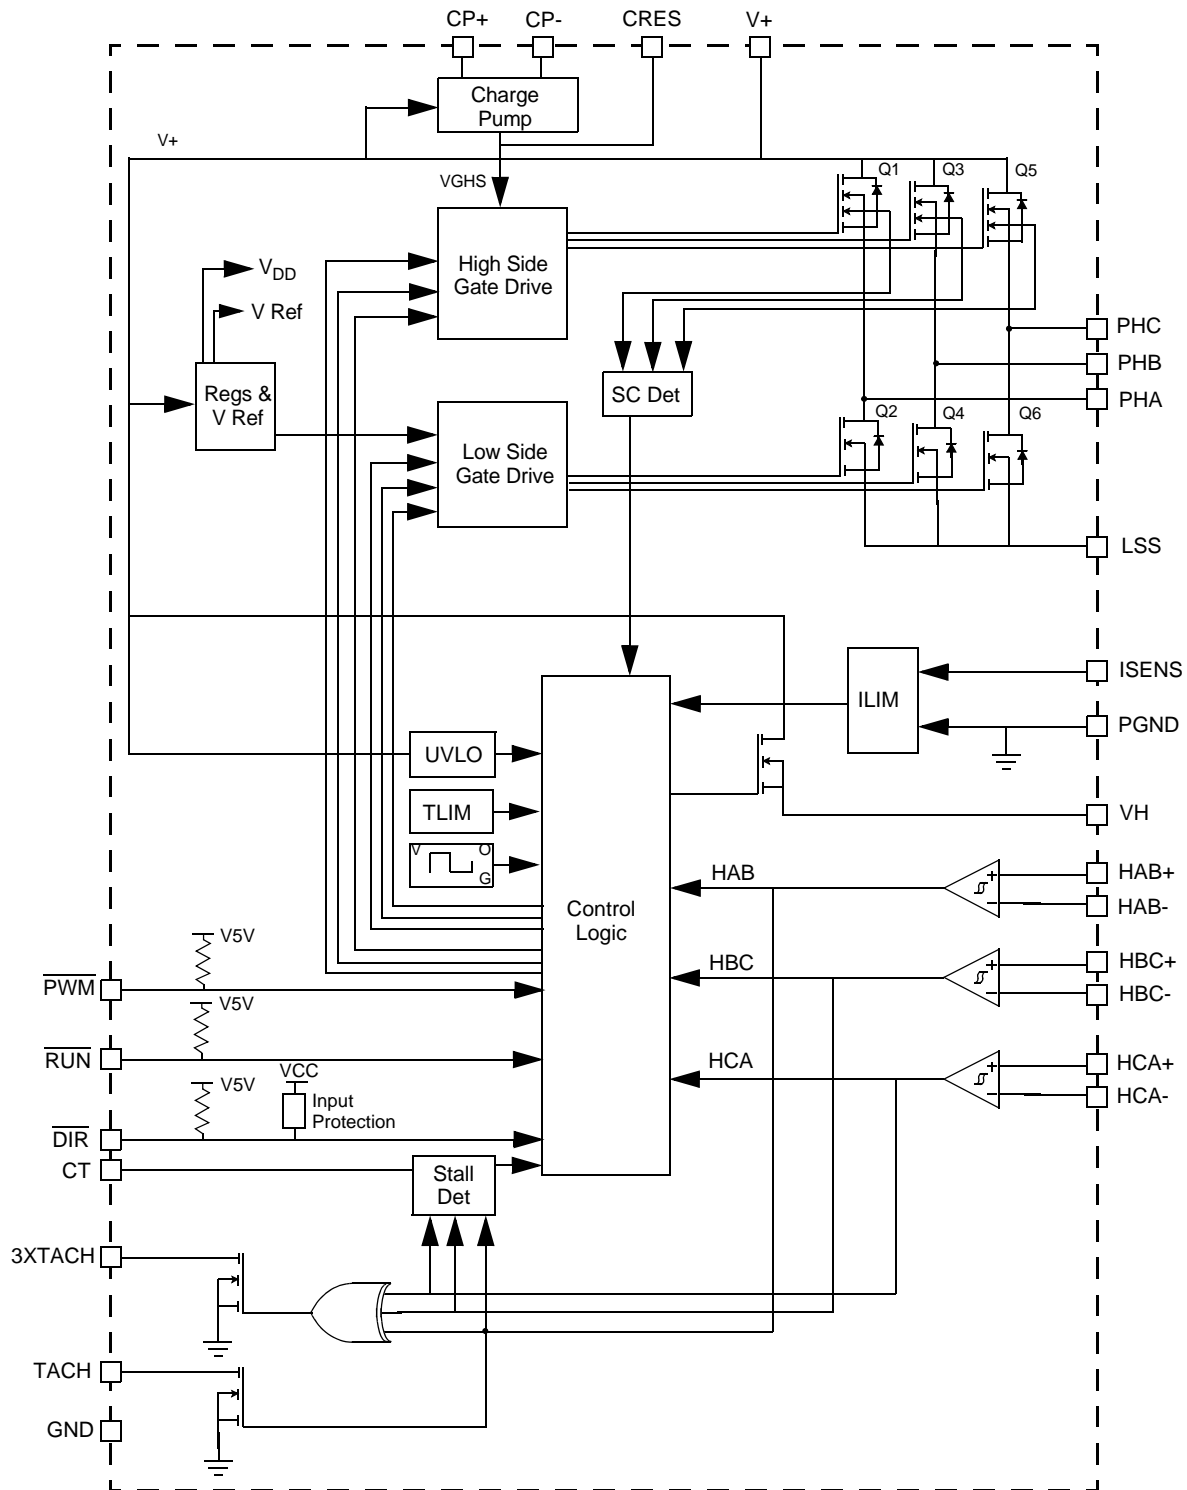 CP+ CP- CRES V+
Charge
Pump
V+
VGHS
Q1 Q3 Q5
High Side
Gate Drive
VDD
V Ref
PHC
PHB
PHA
Regs &
V Ref
SC Det
Q2 Q4 Q6
Low Side
Gate Drive
LSS
ISENS
ILIM
PGND
UVLO
TLIM
VH
V O
G
HAB
HAB+
HAB-
Control
Logic
V5V
HBC
HBC+
HBC-
PWM
V5V
RUN
HCA
HCA+
HCA-
VCC
V5V
Input
Protection
DIR
CT
Stall
Det
3XTACH
TACH
GND